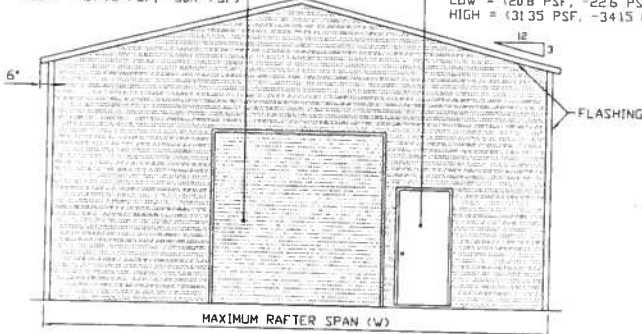 LOW = (20.8 PSF, -22.6 PS
HIGH = (31.35 PSF, -34.15
12
3
6"
FLASHING
MAXIMUM RAFTER SPAN (W)